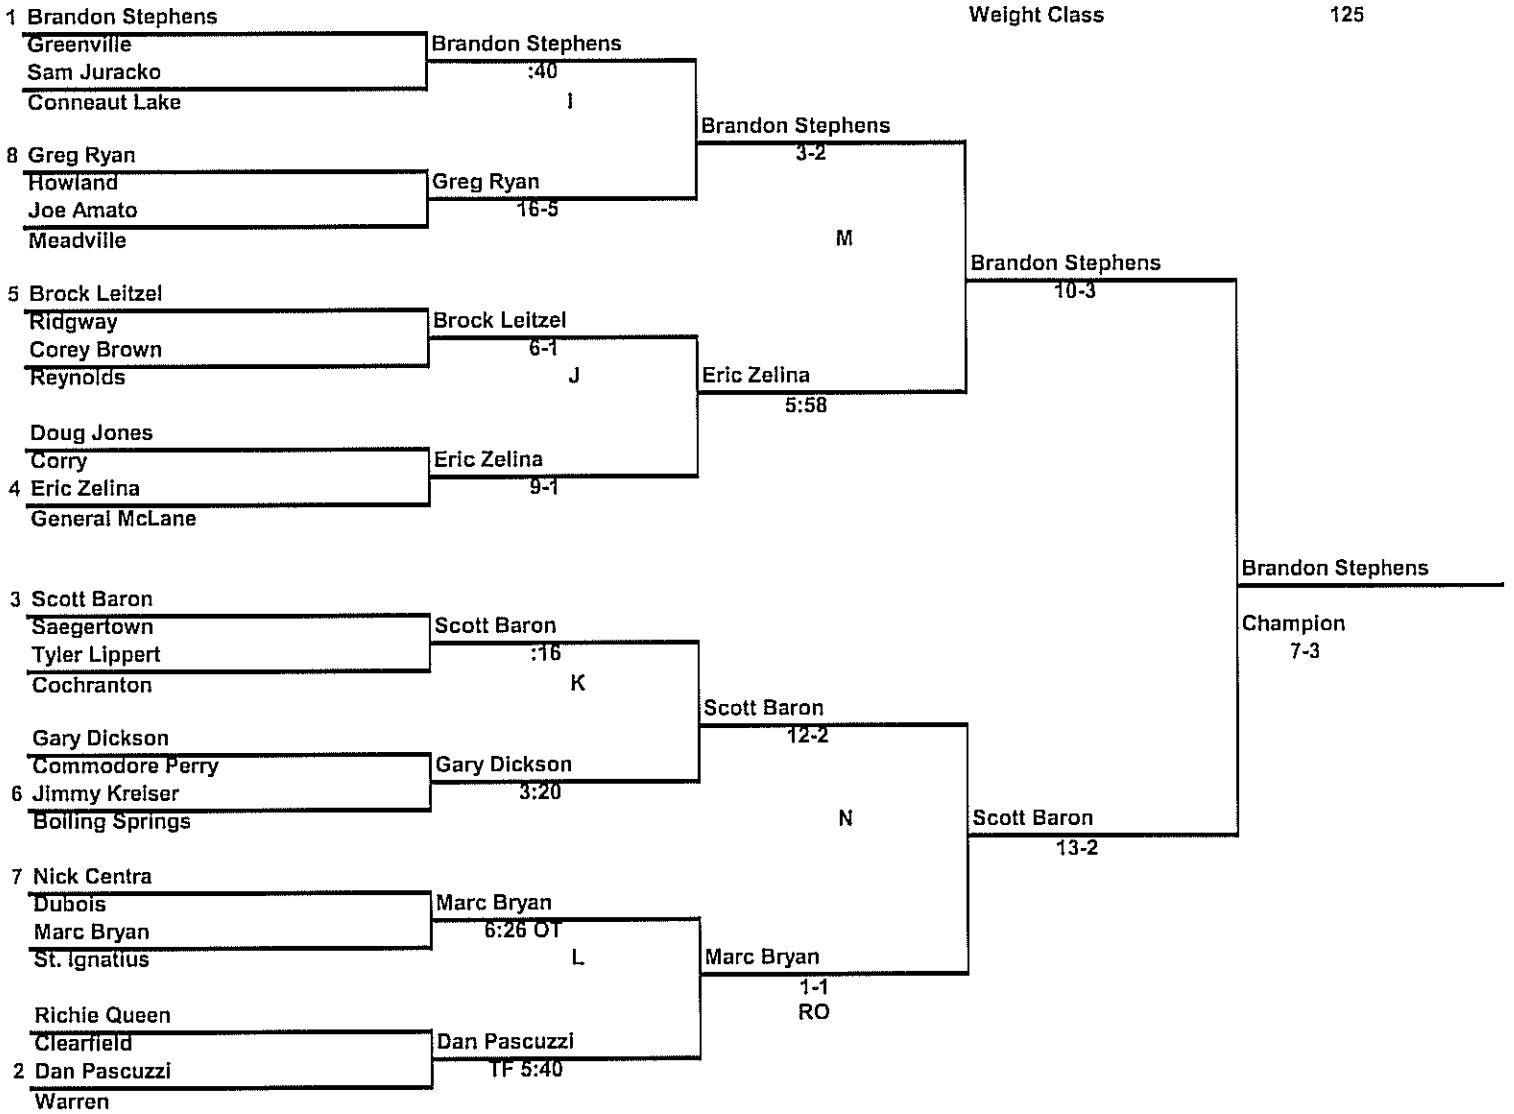 Weight Class 125
1 Brandon Stephens
Greenville
Sam Juracko
Conneaut Lake
Brandon Stephens
:40
I
8 Greg Ryan
Howland
Joe Amato
Meadville
Greg Ryan
16-5
Brandon Stephens
3-2
M
5 Brock Leitzel
Ridgway
Corey Brown
Reynolds
Brock Leitzel
6-1
J
Doug Jones
Corry
4 Eric Zelina
General McLane
Eric Zelina
9-1
Eric Zelina
5:58
Brandon Stephens
10-3
3 Scott Baron
Saegertown
Tyler Lippert
Cochranton
Scott Baron
:16
K
Gary Dickson
Commodore Perry
6 Jimmy Kreiser
Boiling Springs
Gary Dickson
3:20
Scott Baron
12-2
N
7 Nick Centra
Dubois
Marc Bryan
St. Ignatius
Marc Bryan
6:26 OT
L
Richie Queen
Clearfield
2 Dan Pascuzzi
Warren
Dan Pascuzzi
TF 5:40
Marc Bryan
1-1
RO
Scott Baron
13-2
Brandon Stephens
Champion
7-3